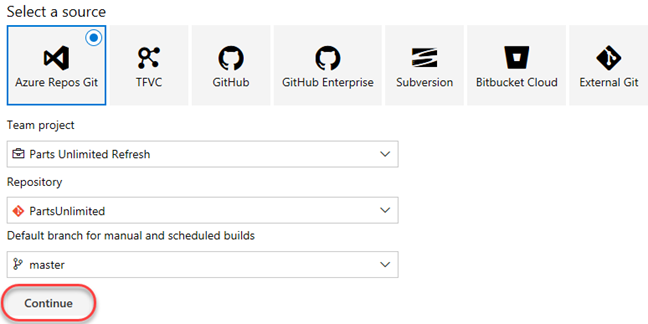 Select a source
Azure Repos Git TFVC GitHub GitHub Enterprise Subversion Bitbucket Cloud External Git
Team project
Parts Unlimited Refresh
Repository
PartsUnlimited
Default branch for manual and scheduled builds
master
Continue